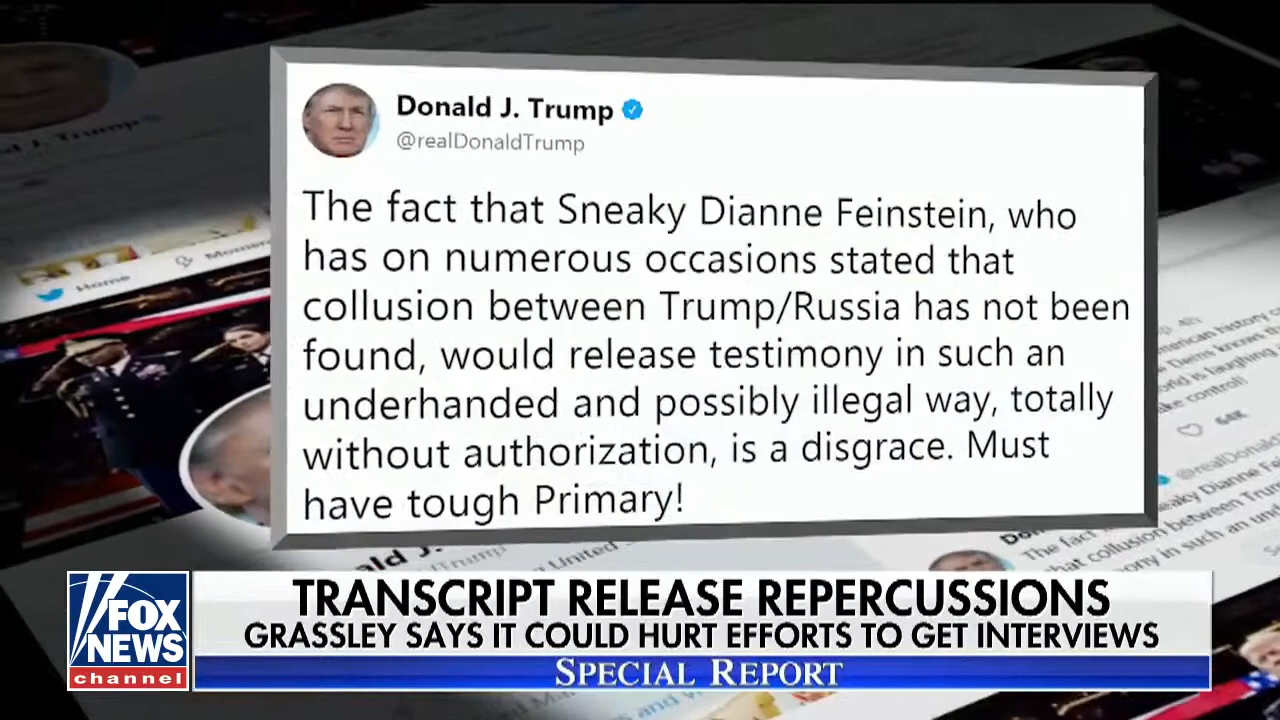 Donald J. Trump
@realDonaldTrump
The fact that Sneaky Dianne Feinstein, who
has on numerous occasions stated that
collusion between Trump/Russia has not been
found, would release testimony in such an
underhanded and possibly illegal way, totally
without authorization, is a disgrace. Must
have tough Primary!
Home
64K
TRANSCRIPT RELEASE REPERCUSSIONS
GRASSLEY SAYS IT COULD HURT EFFORTS TO GET INTERVIEWS
SPECIAL REPORT
FOX
NEWS
channel